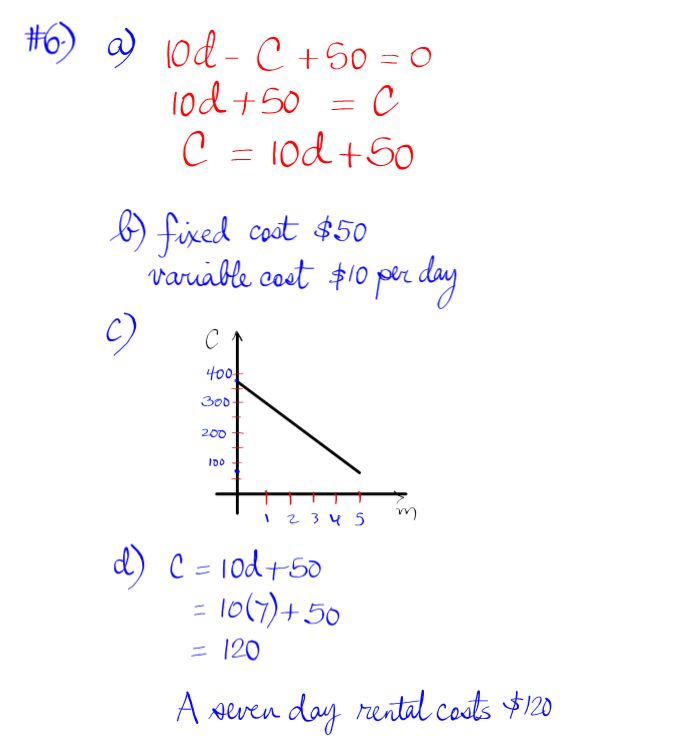 #6.) a) 10d - C + 50 = 0
10d + 50 = C
C = 10d + 50
b) fixed cost $50
variable cost $10 per day
c)
C
400
300
200
100
1 2 3 4 5 m
d) C = 10d + 50
= 10(7) + 50
= 120
A seven day rental costs $120